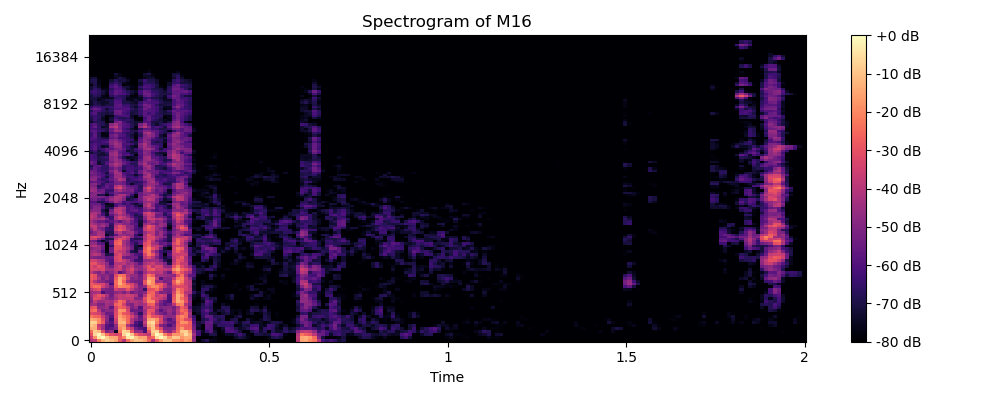 Spectrogram of M16
Hz
16384
8192
4096
2048
1024
512
0
0
0.5
1
1.5
2
Time
+0 dB
-10 dB
-20 dB
-30 dB
-40 dB
-50 dB
-60 dB
-70 dB
-80 dB